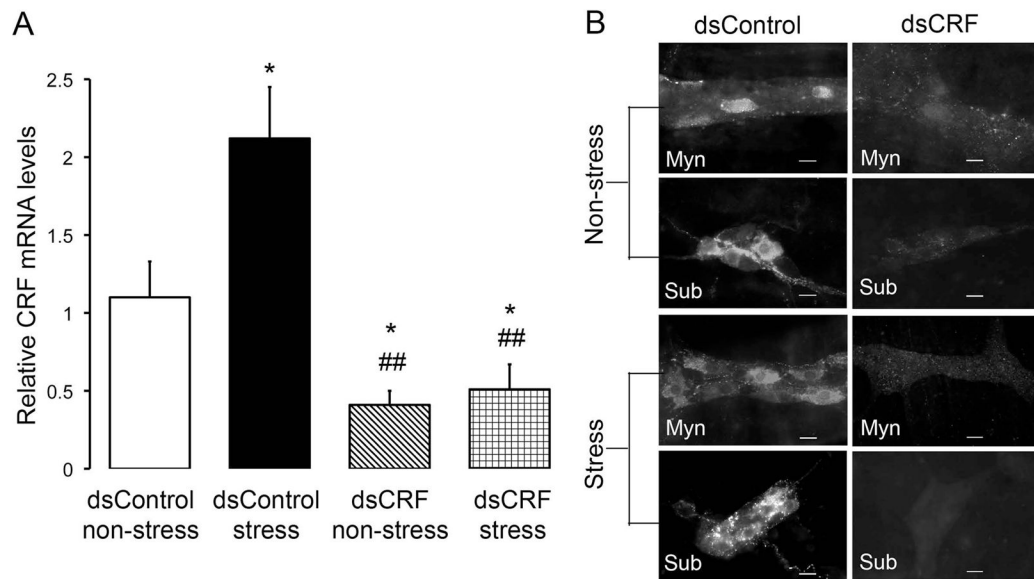 A
Relative CRF mRNA levels
2.5
2
1.5
1
0.5
0
*
*
##
*
##
dsControl
non-stress
dsControl
stress
dsCRF
non-stress
dsCRF
stress
B
dsControl
dsCRF
Non-stress
Myn
Myn
Sub
Sub
Stress
Myn
Myn
Sub
Sub